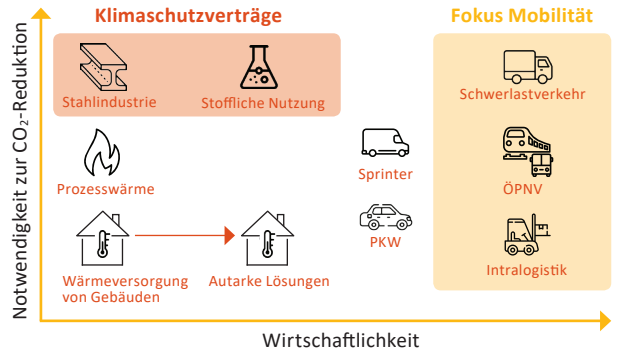 Klimaschutzverträge
Fokus Mobilität
Notwendigkeit zur CO₂-Reduktion
Stahlindustrie
Stoffliche Nutzung
Schwerlastverkehr
Prozesswärme
Sprinter
ÖPNV
PKW
Wärmeversorgung
von Gebäuden
Autarke Lösungen
Intralogistik
Wirtschaftlichkeit